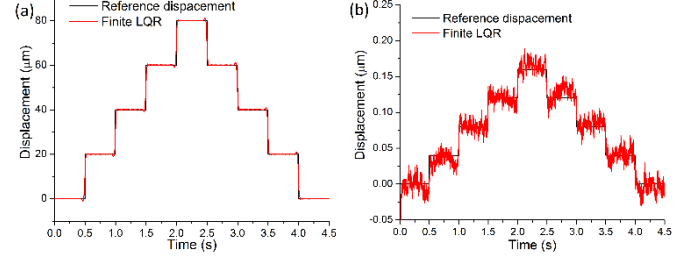 (a)
Reference dispacement
Finite LQR
80
60
40
20
0
Displacement (μm)
0.0 0.5 1.0 1.5 2.0 2.5 3.0 3.5 4.0 4.5
Time (s)
(b)
Reference displacement
Finite LQR
0.25
0.20
0.15
0.10
0.05
0.00
-0.05
Displacement (μm)
0.0 0.5 1.0 1.5 2.0 2.5 3.0 3.5 4.0 4.5
Time (s)